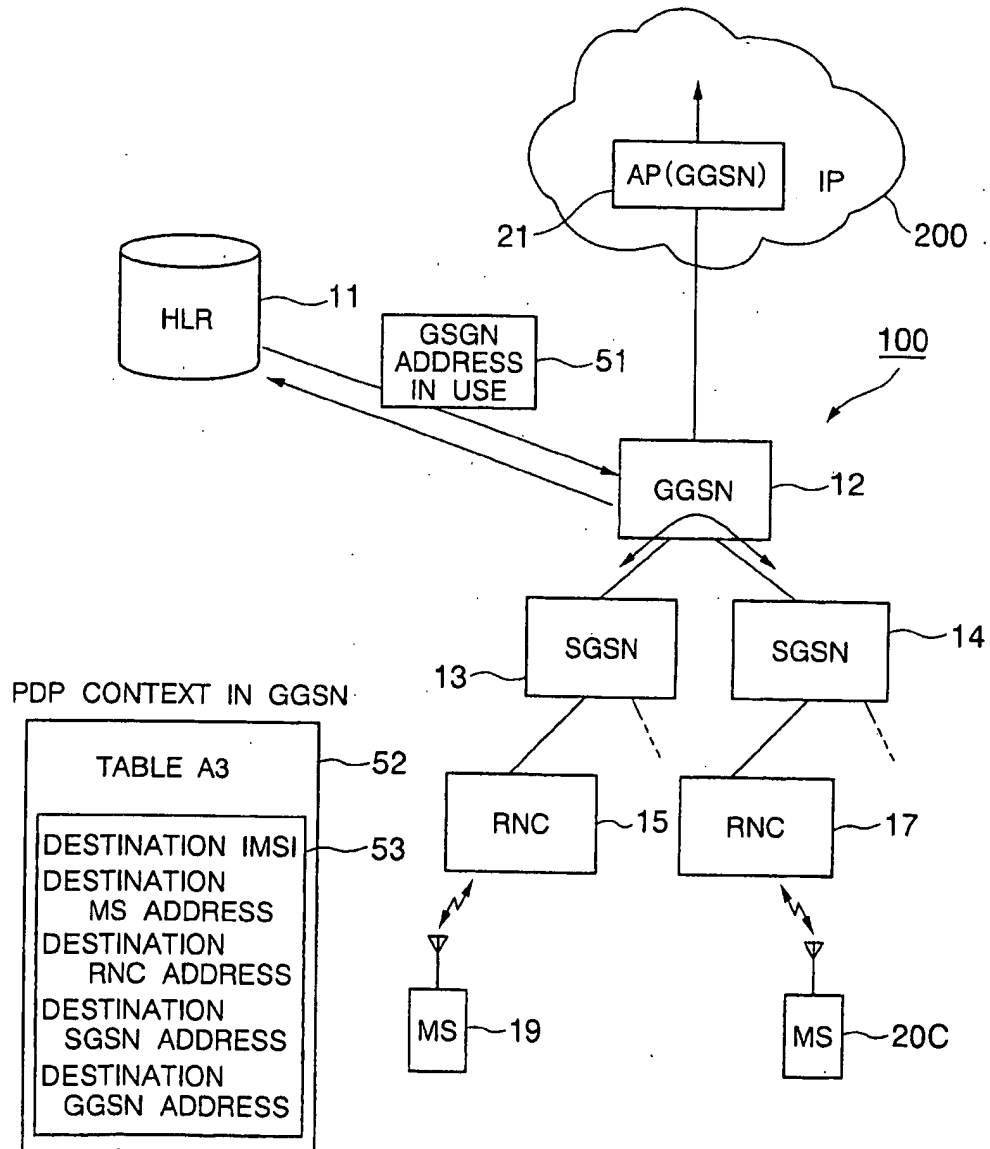 AP(GGSN)
IP
21
200
HLR
11
GSGN
ADDRESS
IN USE
51
100
GGSN
12
SGSN
13
SGSN
14
PDP CONTEXT IN GGSN
TABLE A3
52
DESTINATION IMSI
53
DESTINATION
MS ADDRESS
DESTINATION
RNC ADDRESS
DESTINATION
SGSN ADDRESS
DESTINATION
GGSN ADDRESS
RNC
15
RNC
17
MS
19
MS
20C